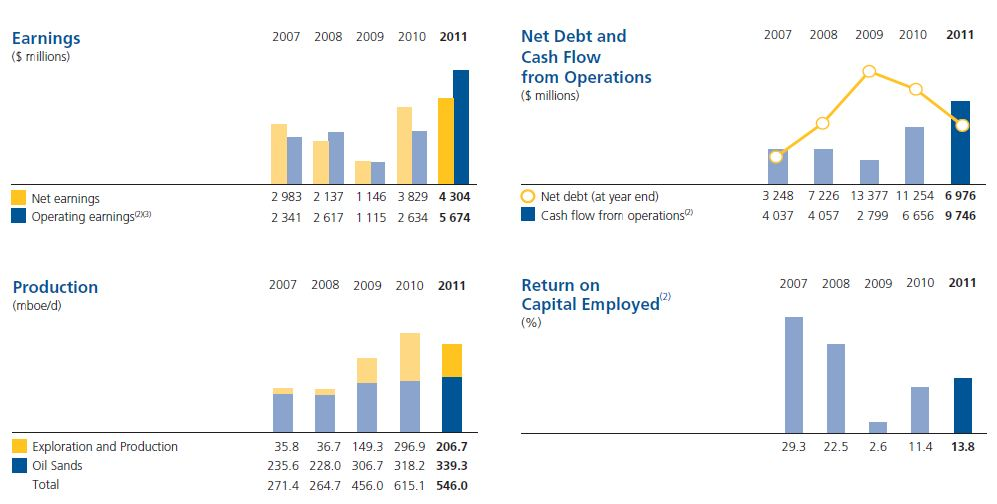 Earnings
($ millions)
2007 2008 2009 2010 2011
Net earnings 2 983 2 137 1 146 3 829 4 304
Operating earnings(2)(3) 2 341 2 617 1 115 2 634 5 674
Net Debt and
Cash Flow
from Operations
($ millions)
2007 2008 2009 2010 2011
Net debt (at year end) 3 248 7 226 13 377 11 254 6 976
Cash flow from operations(2) 4 037 4 057 2 799 6 656 9 746
Production
(mboe/d)
2007 2008 2009 2010 2011
Exploration and Production 35.8 36.7 149.3 296.9 206.7
Oil Sands 235.6 228.0 306.7 318.2 339.3
Total 271.4 264.7 456.0 615.1 546.0
Return on
Capital Employed(2)
(%)
2007 2008 2009 2010 2011
29.3 22.5 2.6 11.4 13.8